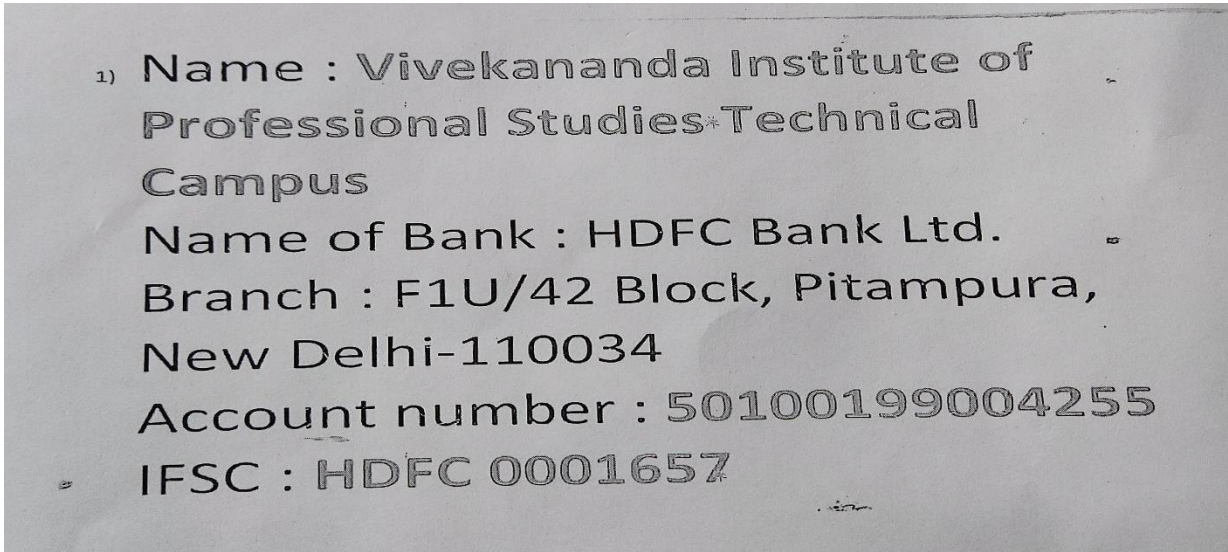 1) Name : Vivekananda Institute of
Professional Studies-Technical
Campus
Name of Bank : HDFC Bank Ltd.
Branch : F1U/42 Block, Pitampura,
New Delhi-110034
Account number : 50100199004255
IFSC : HDFC 0001657